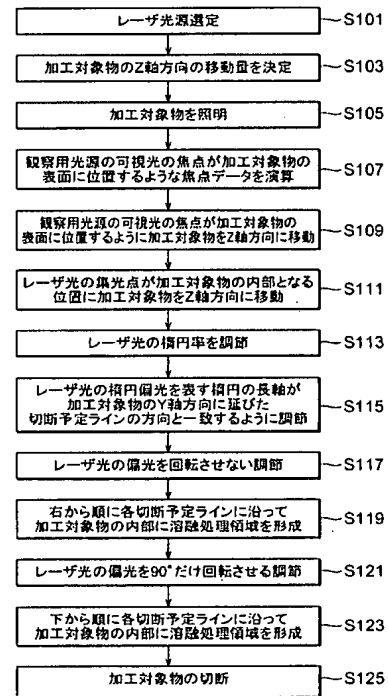 レーザ光源選定 S101
加工対象物のZ軸方向の移動量を決定 S103
加工対象物を照明 S105
観察用光源の可視光の焦点が加工対象物の
表面に位置するような焦点データを演算 S107
観察用光源の可視光の焦点が加工対象物の
表面に位置するように加工対象物をZ軸方向に移動 S109
レーザ光の集光点が加工対象物の内部となる
位置に加工対象物をZ軸方向に移動 S111
レーザ光の楕円率を調節 S113
レーザ光の楕円偏光を表す楕円の長軸が
加工対象物のY軸方向に延びた
切断予定ラインの方向と一致するように調節 S115
レーザ光の偏光を回転させない調節 S117
右から順に各切断予定ラインに沿って
加工対象物の内部に溶融処理領域を形成 S119
レーザ光の偏光を90°だけ回転させる調節 S121
下から順に各切断予定ラインに沿って
加工対象物の内部に溶融処理領域を形成 S123
加工対象物の切断 S125